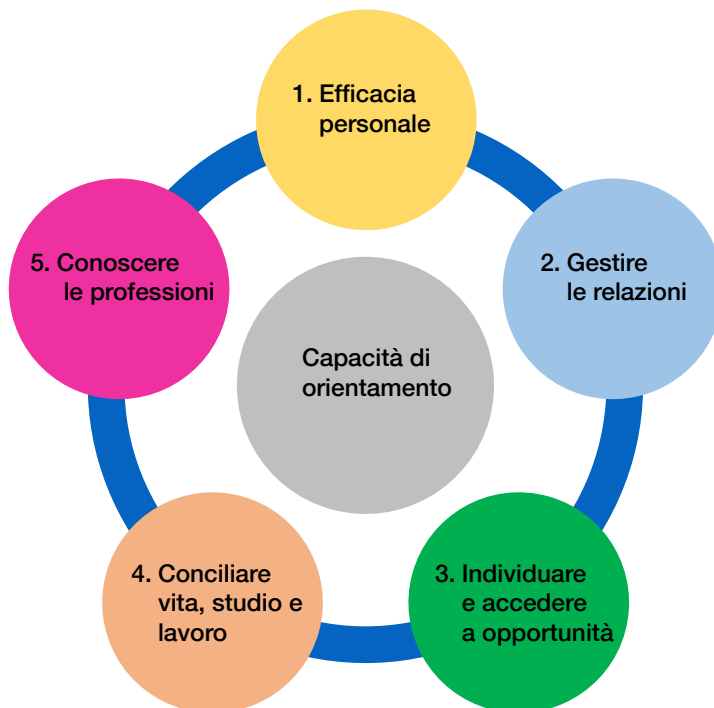 1. Efficacia
personale
2. Gestire
le relazioni
3. Individuare
e accedere
a opportunità
4. Conciliare
vita, studio e
lavoro
5. Conoscere
le professioni
Capacità di
orientamento